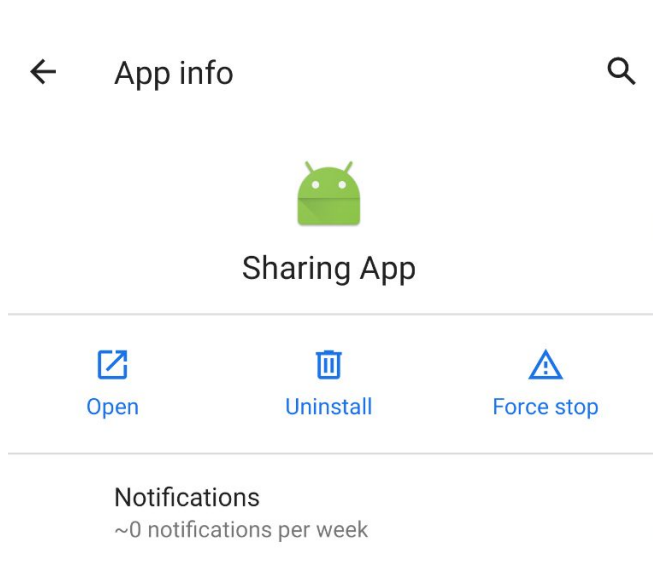 App info
Sharing App
Open
Uninstall
Force stop
Notifications
~0 notifications per week